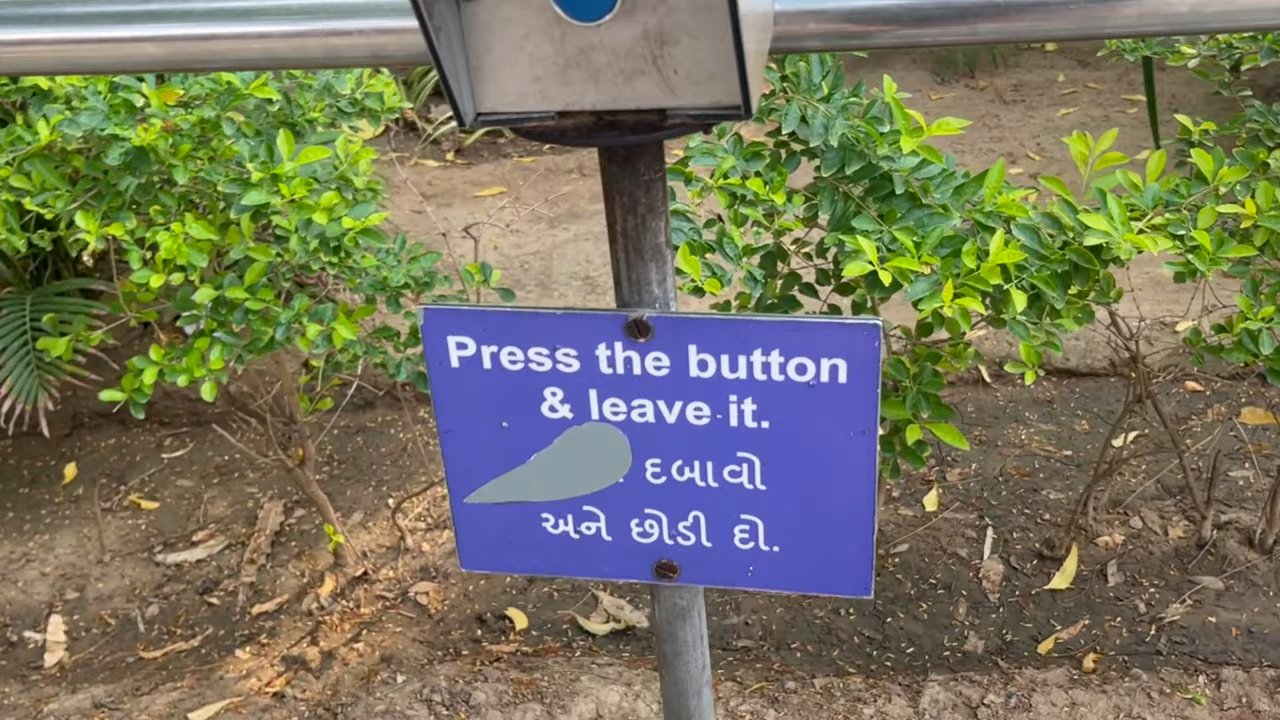 Press the button
& leave it.
દબાવો
અને છોડી દો.